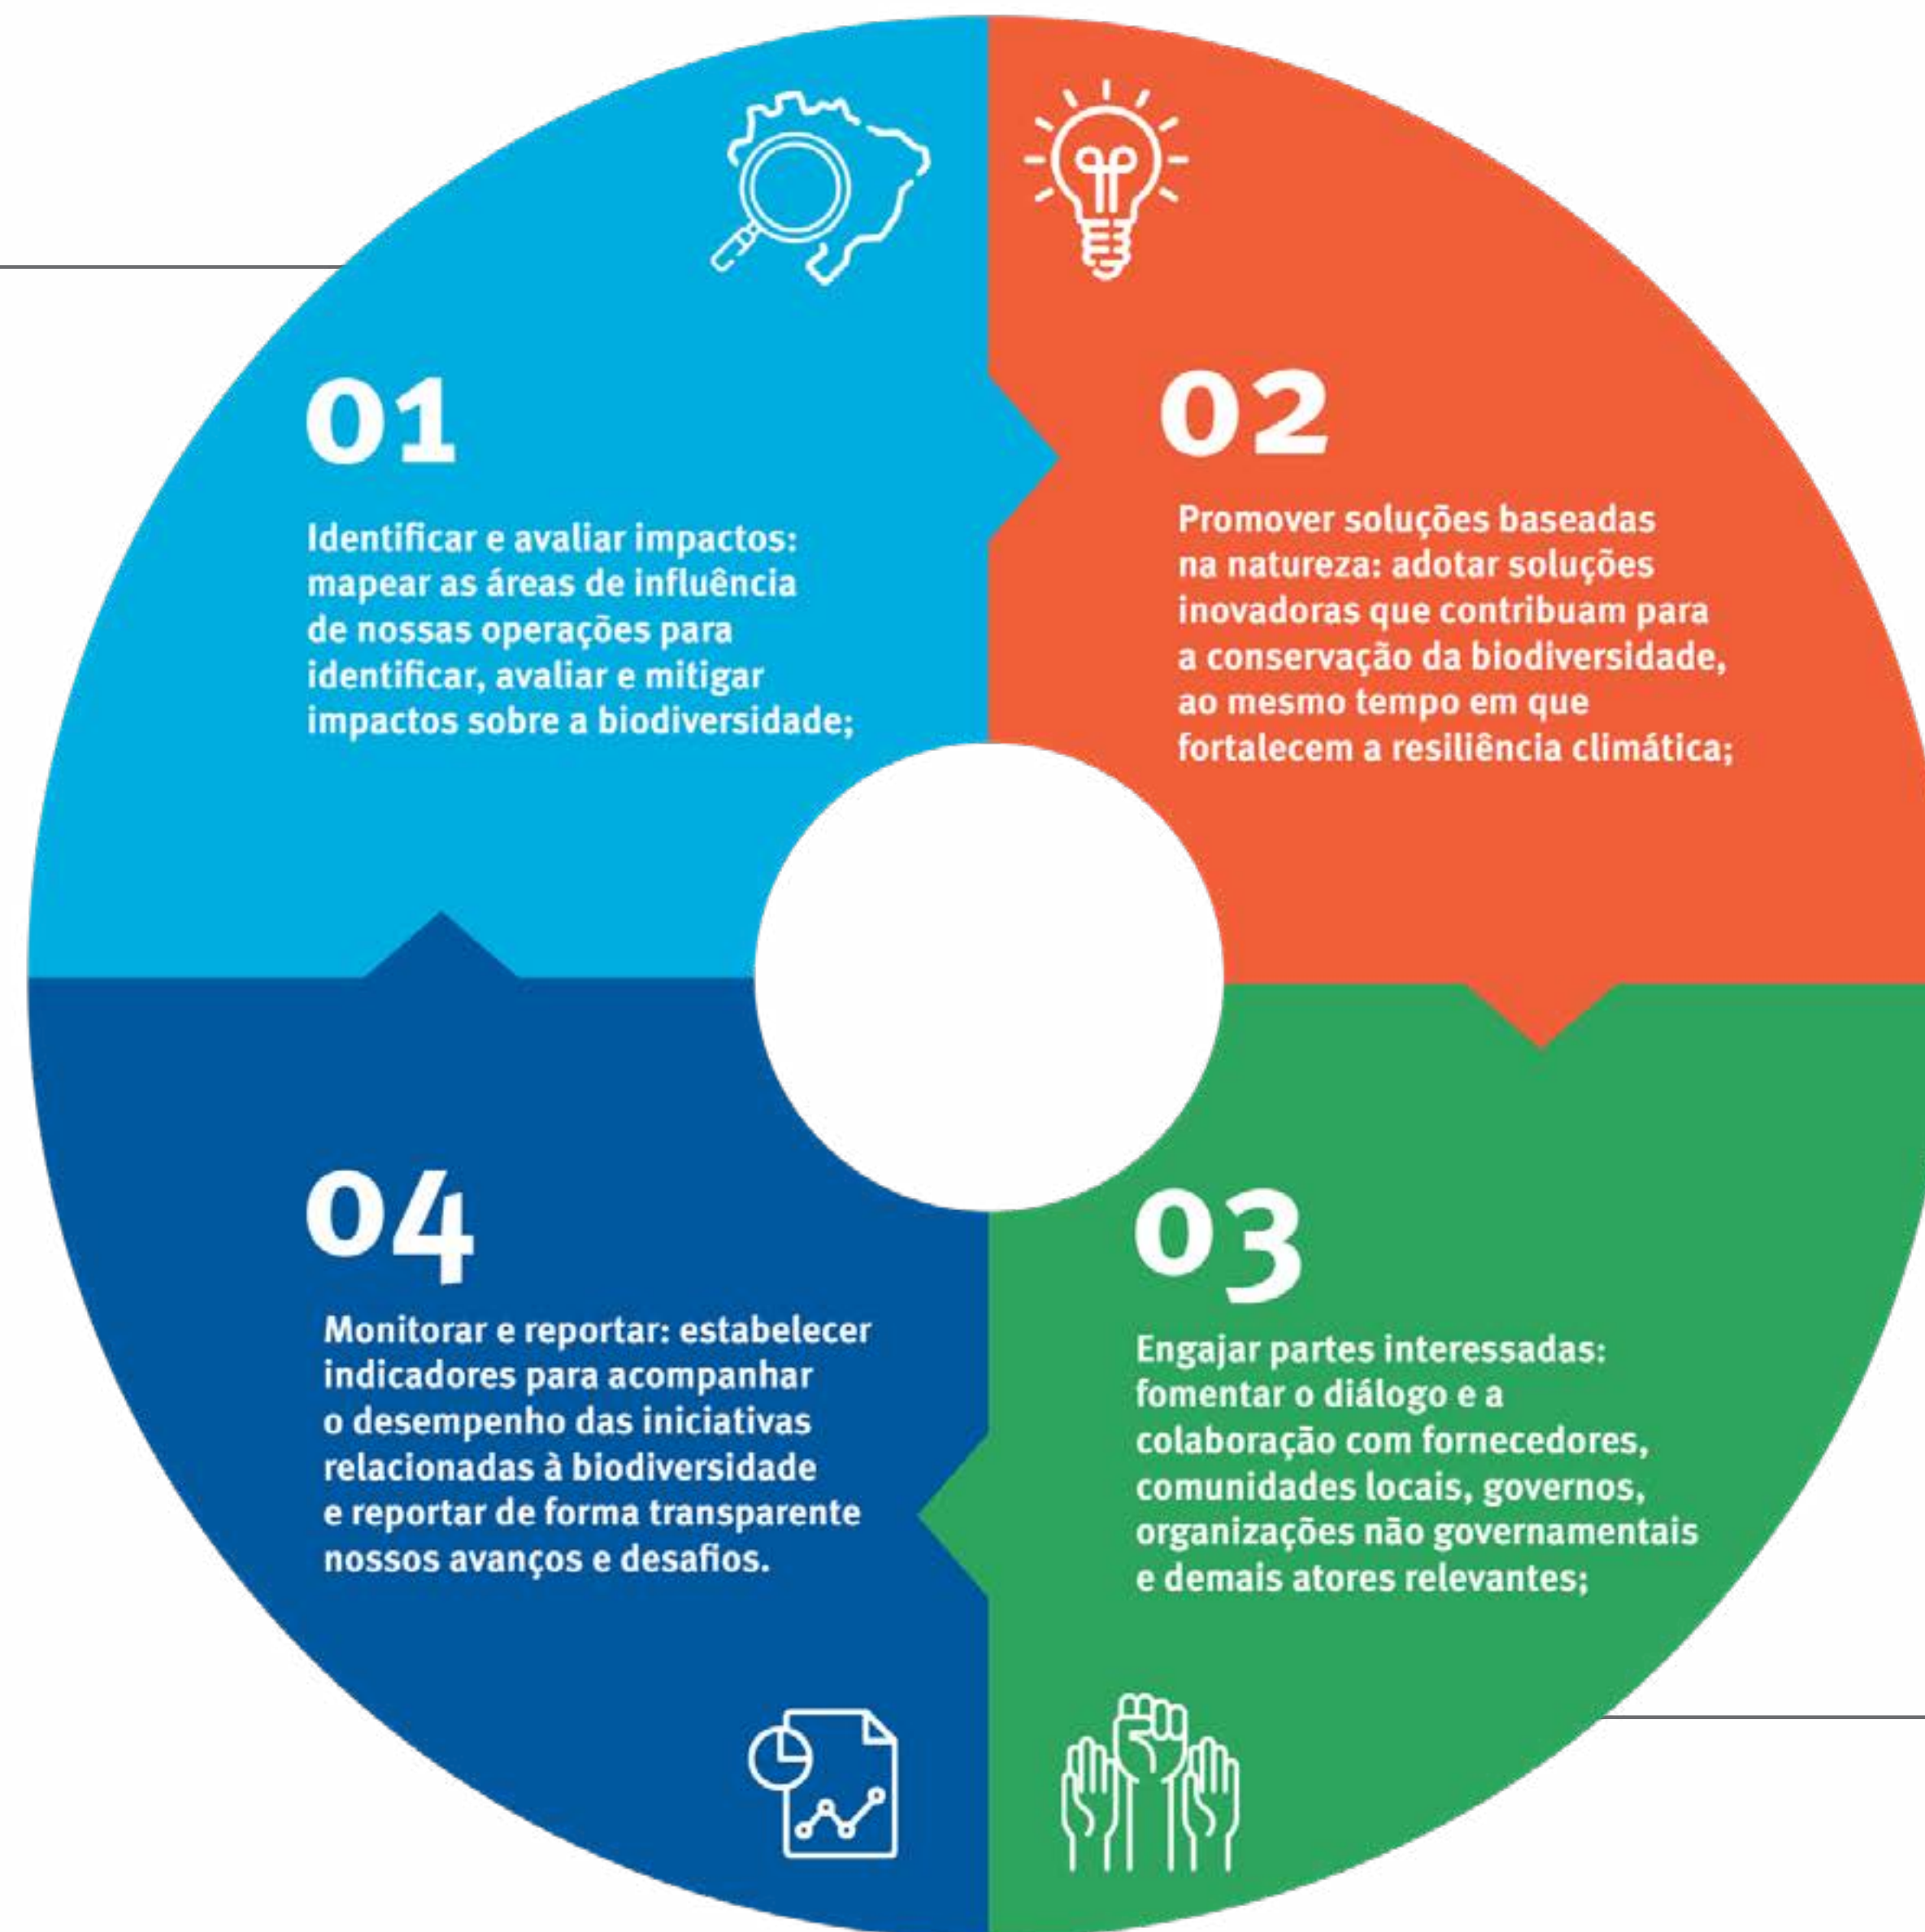 01
Identificar e avaliar impactos:
mapear as áreas de influência
de nossas operações para
identificar, avaliar e mitigar
impactos sobre a biodiversidade;
02
Promover soluções baseadas
na natureza: adotar soluções
inovadoras que contribuam para
a conservação da biodiversidade,
ao mesmo tempo em que
fortalecem a resiliência climática;
03
Engajar partes interessadas:
fomentar o diálogo e a
colaboração com fornecedores,
comunidades locais, governos,
organizações não governamentais
e demais atores relevantes;
04
Monitorar e reportar: estabelecer
indicadores para acompanhar
o desempenho das iniciativas
relacionadas à biodiversidade
e reportar de forma transparente
nossos avanços e desafios.